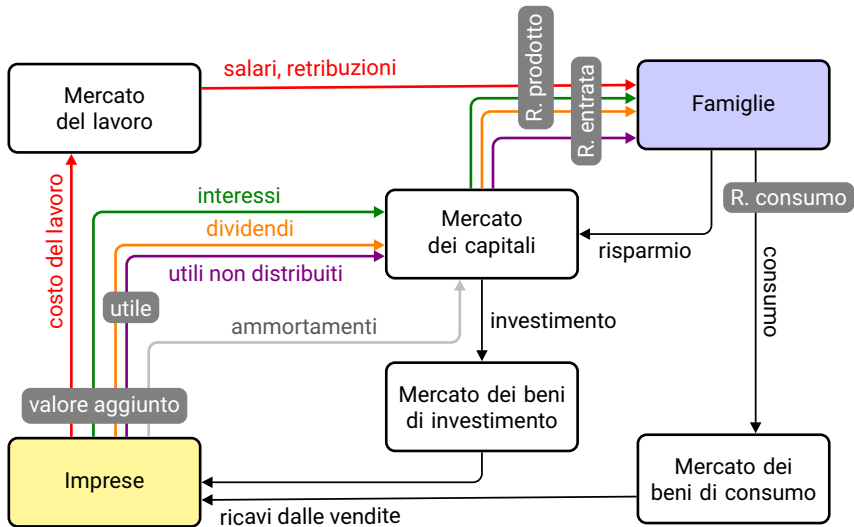 salari, retribuzioni
R. prodotto
R. entrata
Mercato
del lavoro
Famiglie
costo del lavoro
interessi
dividendi
utili non distribuiti
Mercato
dei capitali
R. consumo
risparmio
consumo
utile
ammortamenti
investimento
valore aggiunto
Mercato dei beni
di investimento
Imprese
Mercato dei
beni di consumo
ricavi dalle vendite